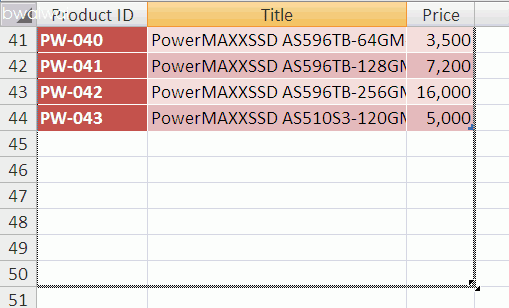 Product ID Title Price
41 PW-040 PowerMAXXSSD AS596TB-64GM 3,500
42 PW-041 PowerMAXXSSD AS596TB-128GM 7,200
43 PW-042 PowerMAXXSSD AS596TB-256GM 16,000
44 PW-043 PowerMAXXSSD AS510S3-120GM 5,000
45
46
47
48
49
50
51